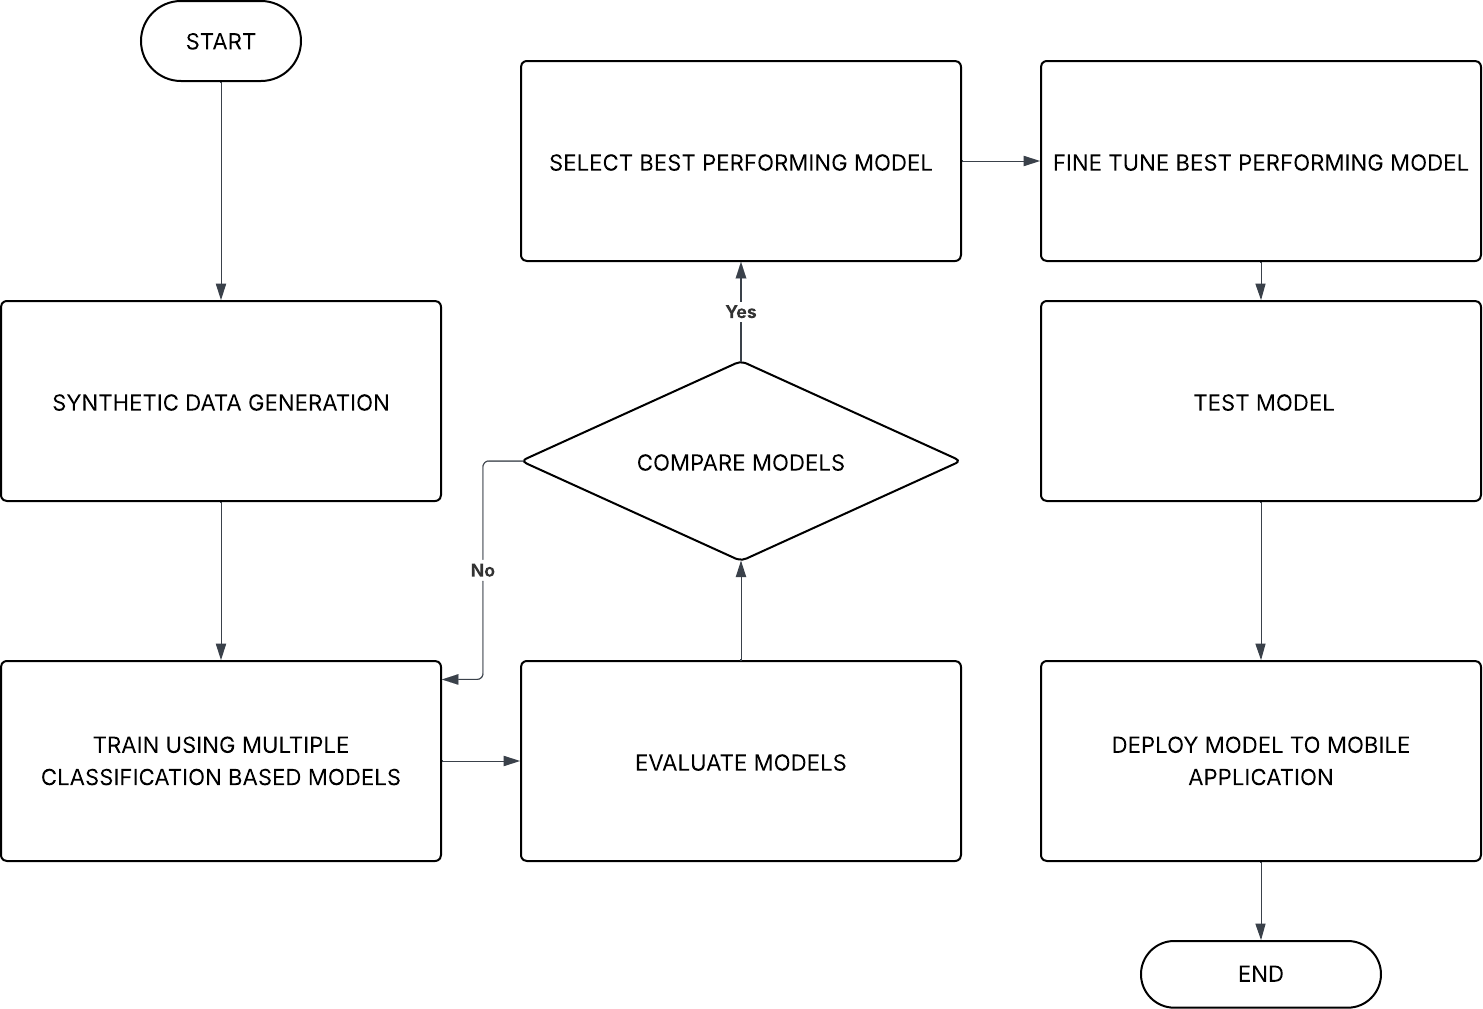 START
SYNTHETIC DATA GENERATION
TRAIN USING MULTIPLE
CLASSIFICATION BASED MODELS
EVALUATE MODELS
COMPARE MODELS
No
Yes
SELECT BEST PERFORMING MODEL
FINE TUNE BEST PERFORMING MODEL
TEST MODEL
DEPLOY MODEL TO MOBILE
APPLICATION
END